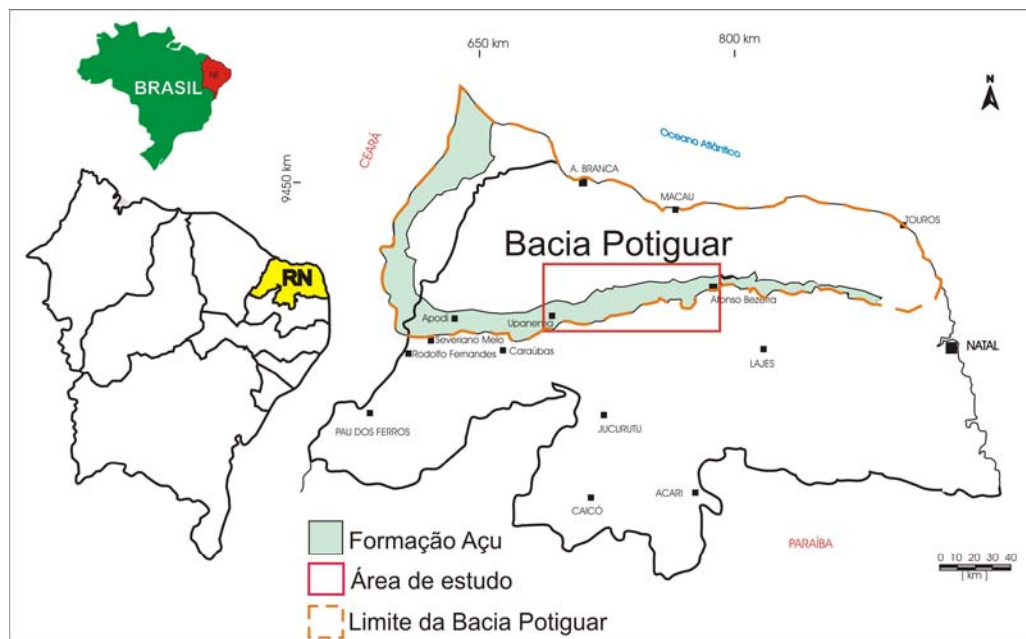 650 km
800 km
N
NE
BRASIL
CEARÁ
Oceano Atlântico
9450 km
A. BRANCA
MACAU
TOUROS
Bacia Potiguar
RN
Afonso Bezerra
Apodi
Upanema
Severiano Melo
Rodolfo Fernandes
Caraúbas
NATAL
LAJES
PAU DOS FERROS
JUCURUTU
ACARI
CAICÓ
Formação Açu
PARAÍBA
0 10 20 30 40
( km )
Área de estudo
Limite da Bacia Potiguar